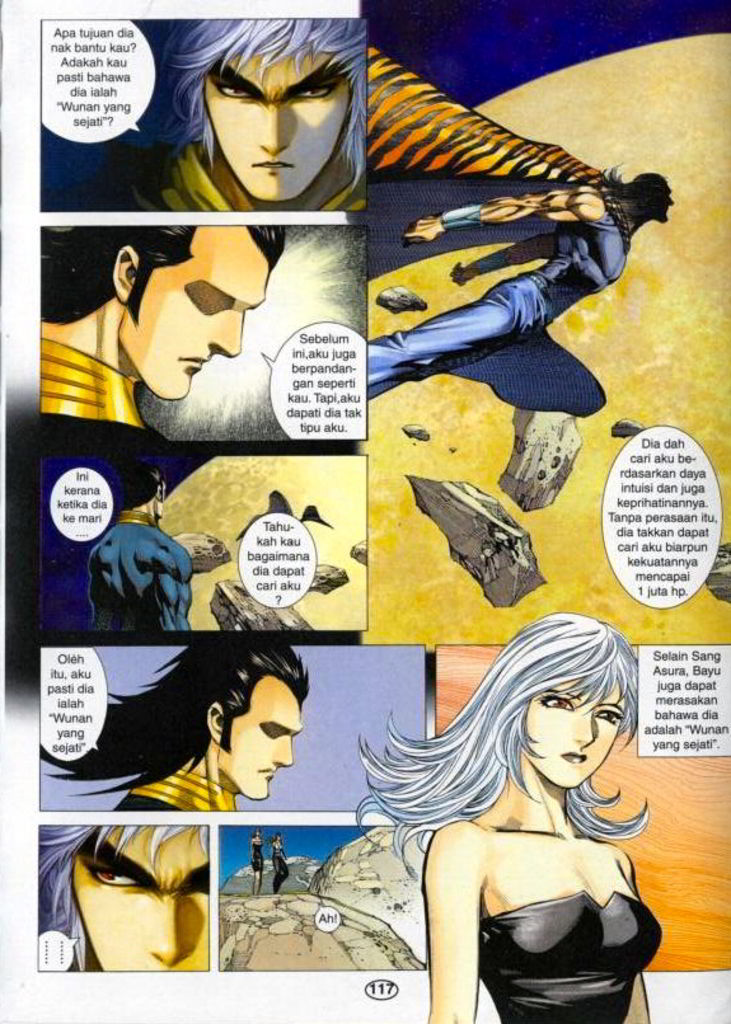 Apa tujuan dia
nak bantu kau?
Adakah kau
pasti bahawa
dia ialah
"Wunan yang
sejati"?
Sebelum
ini,aku juga
berpandan-
gan seperti
kau. Tapi,aku
dapati dia tak
tipu aku.
Ini
kerana
ketika dia
ke mari
....
Tahu-
kah kau
bagaimana
dia dapat
cari aku
?
Dia dah
cari aku be-
rdasarkan daya
intuisi dan juga
keprihatinannya.
Tanpa perasaan itu,
dia takkan dapat
cari aku biarpun
kekuatannya
mencapai
1 juta hp.
Oleh
itu, aku
pasti dia
ialah
"Wunan
yang
sejati"
Selain Sang
Asura, Bayu
juga dapat
merasakan
bahawa dia
adalah "Wunan
yang sejati".
Ah!
117